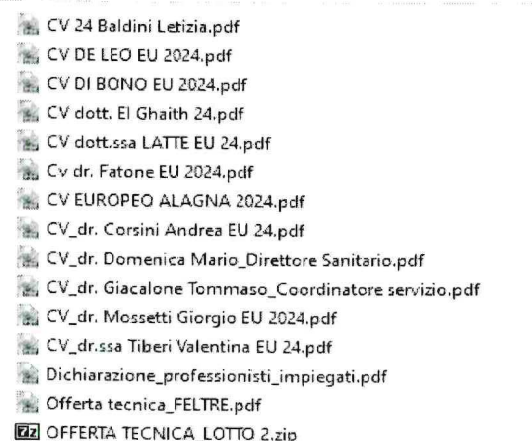 CV 24 Baldini Letizia.pdf
CV DE LEO EU 2024.pdf
CV DI BONO EU 2024.pdf
CV dott. El Ghaith 24.pdf
CV dott.ssa LATTE EU 24.pdf
Cv dr. Fatone EU 2024.pdf
CV EUROPEO ALAGNA 2024.pdf
CV_dr. Corsini Andrea EU 24.pdf
CV_dr. Domenica Mario_Direttore Sanitario.pdf
CV_dr. Giacalone Tommaso_Coordinatore servizio.pdf
CV_dr. Mossetti Giorgio EU 2024.pdf
CV_dr.ssa Tiberi Valentina EU 24.pdf
Dichiarazione_professionisti_impiegati.pdf
Offerta tecnica_FELTRE.pdf
7z OFFERTA TECNICA LOTTO 2.zip